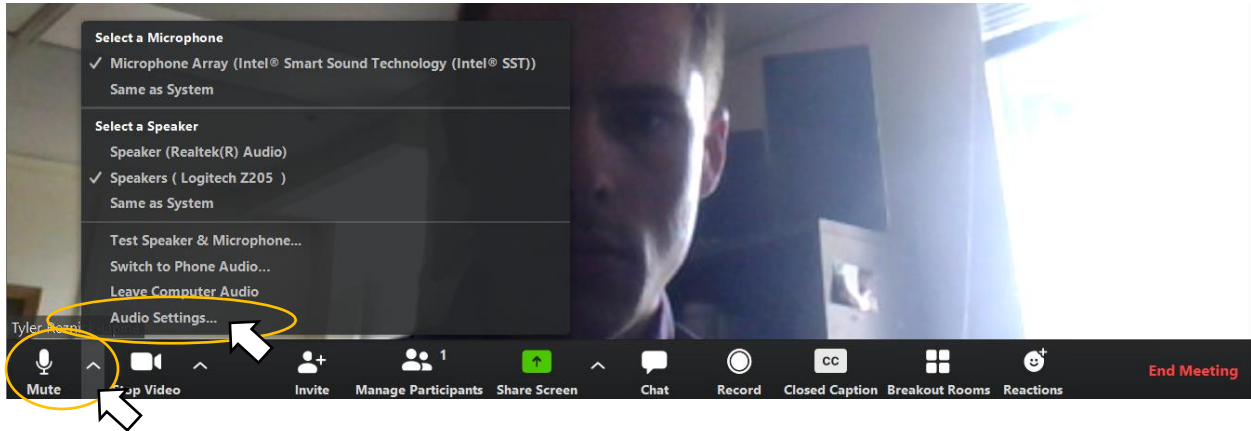 Select a Microphone
✓ Microphone Array (Intel® Smart Sound Technology (Intel® SST))
Same as System
Select a Speaker
Speaker (Realtek(R) Audio)
✓ Speakers ( Logitech Z205 )
Same as System
Test Speaker & Microphone...
Switch to Phone Audio...
Leave Computer Audio
Audio Settings...
Tyler
1
CC
Mute
Video
Invite
Manage Participants
Share Screen
Chat
Record
Closed Caption
Breakout Rooms
Reactions
End Meeting